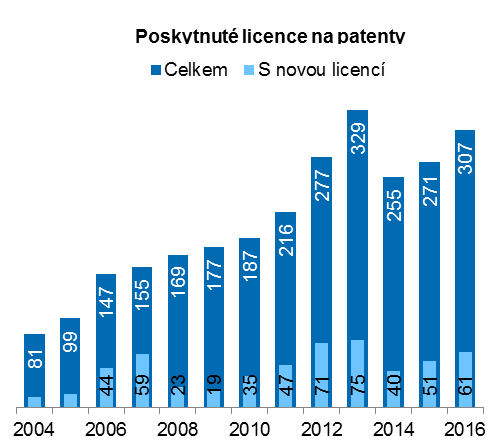 Poskytnuté licence na patenty
Celkem S novou licencí
81 99 147 155 169 177 187 216 277 329 255 271 307
44 59 23 19 35 47 71 75 40 51 61
2004 2006 2008 2010 2012 2014 2016